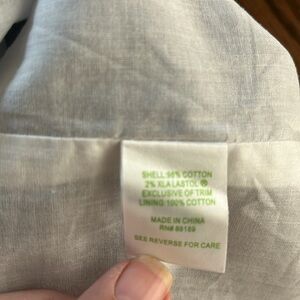 SHELL:98% COTTON
2% XLA LASTOL ®
EXCLUSIVE OF TRIM
LINING:100% COTTON
MADE IN CHINA
RN# 89189
SEE REVERSE FOR CARE